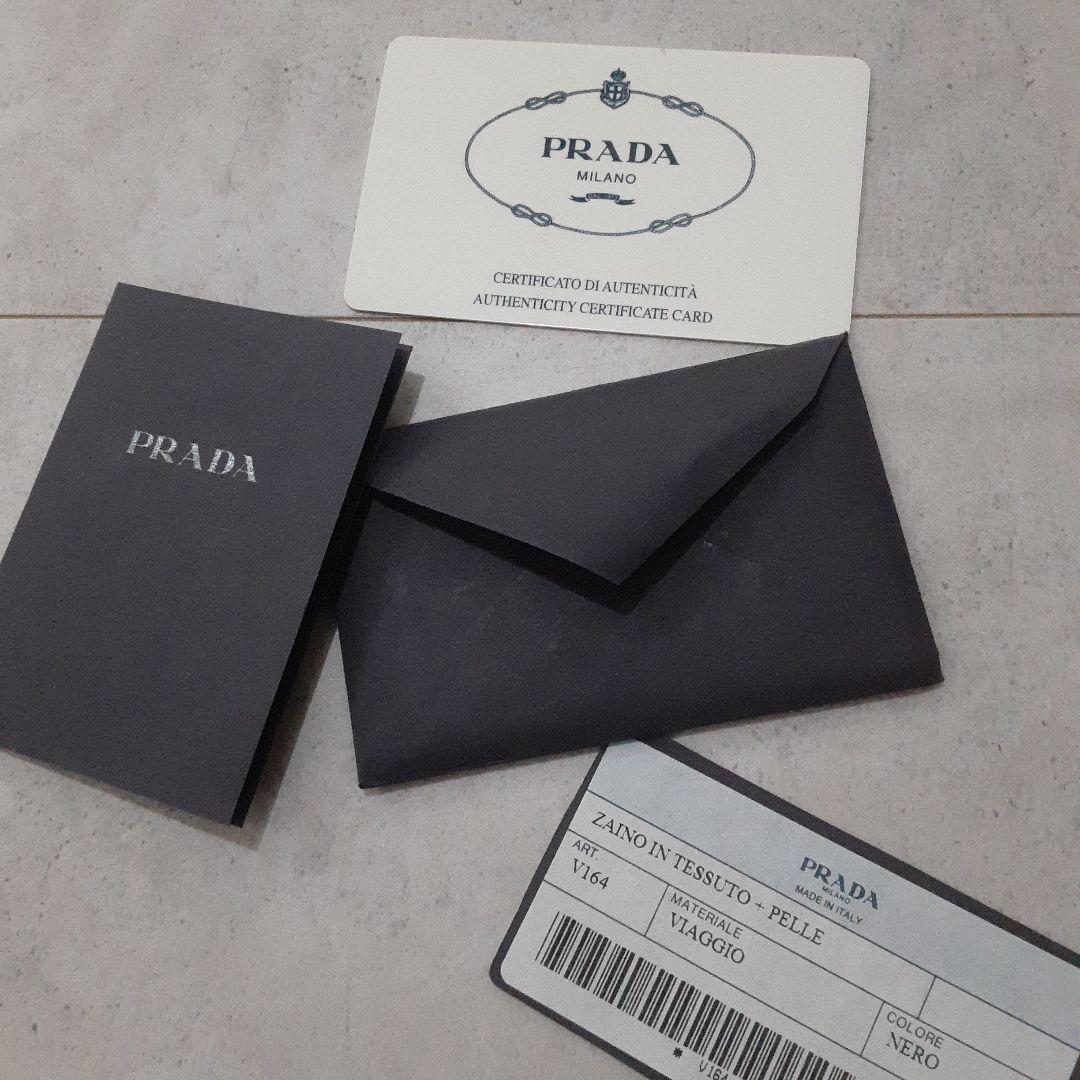 PRADA
MILANO
CERTIFICATO DI AUTENTICITÀ
AUTHENTICITY CERTIFICATE CARD
PRADA
PRADA
MILANO
MADE IN ITALY
ZAINO IN TESSUTO + PELLE
ART.
V164
MATERIALE
VIAGGIO
COLORE
NERO
* V164